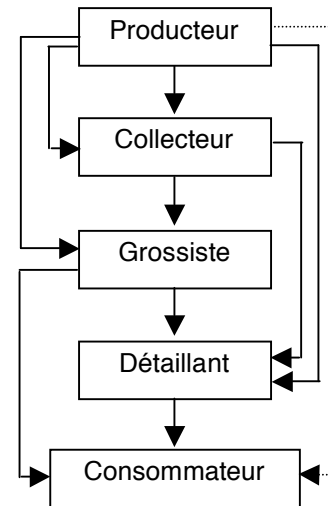 Producteur
Collecteur
Grossiste
Détaillant
Consommateur